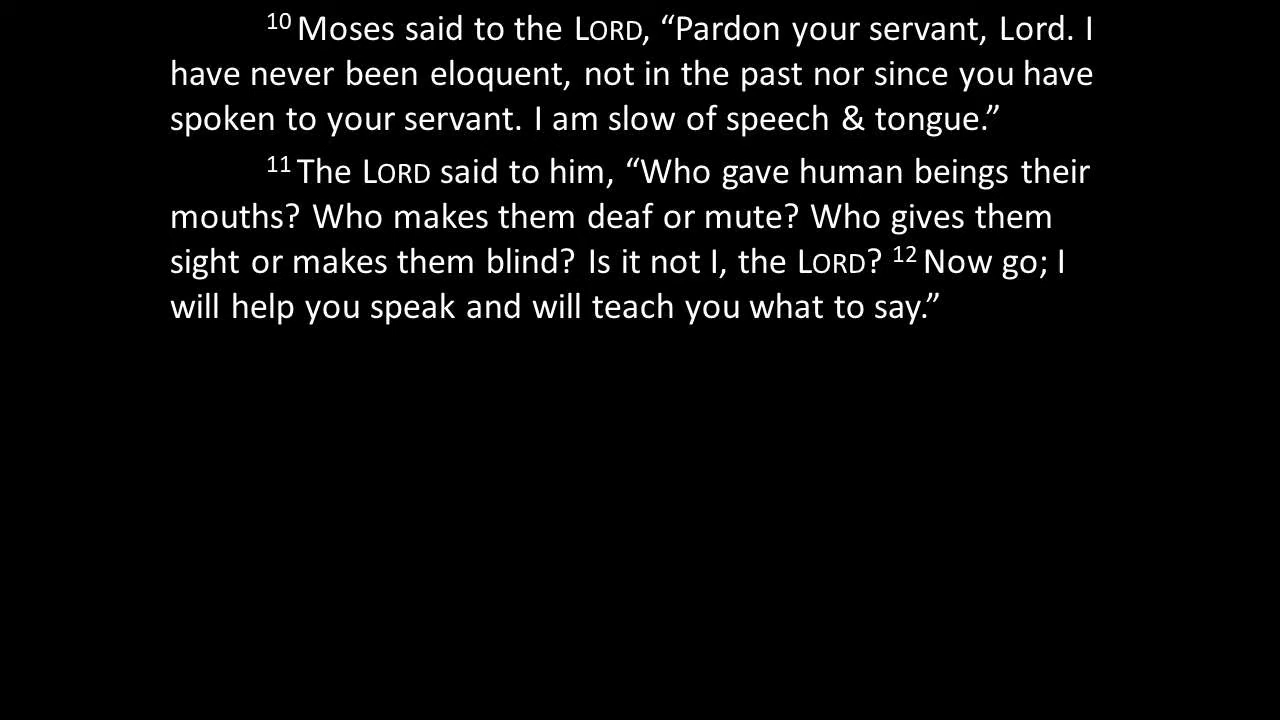 10 Moses said to the LORD, “Pardon your servant, Lord. I
have never been eloquent, not in the past nor since you have
spoken to your servant. I am slow of speech & tongue.”
11 The LORD said to him, “Who gave human beings their
mouths? Who makes them deaf or mute? Who gives them
sight or makes them blind? Is it not I, the LORD? 12 Now go; I
will help you speak and will teach you what to say.”